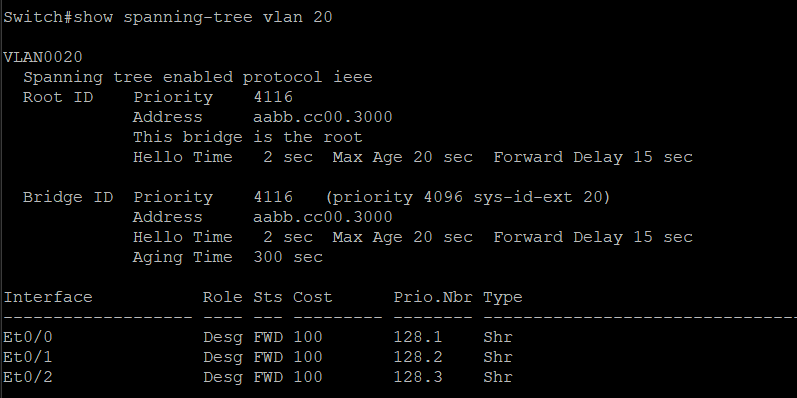 Switch#show spanning-tree vlan 20
VLAN0020
Spanning tree enabled protocol ieee
Root ID    Priority    4116
Address     aabb.cc00.3000
This bridge is the root
Hello Time   2 sec  Max Age 20 sec  Forward Delay 15 sec
Bridge ID  Priority    4116   (priority 4096 sys-id-ext 20)
Address     aabb.cc00.3000
Hello Time   2 sec  Max Age 20 sec  Forward Delay 15 sec
Aging Time  300 sec
Interface           Role Sts Cost      Prio.Nbr Type
------------------- ---- --- --------- -------- --------------------------------
Et0/0               Desg FWD 100       128.1    Shr
Et0/1               Desg FWD 100       128.2    Shr
Et0/2               Desg FWD 100       128.3    Shr